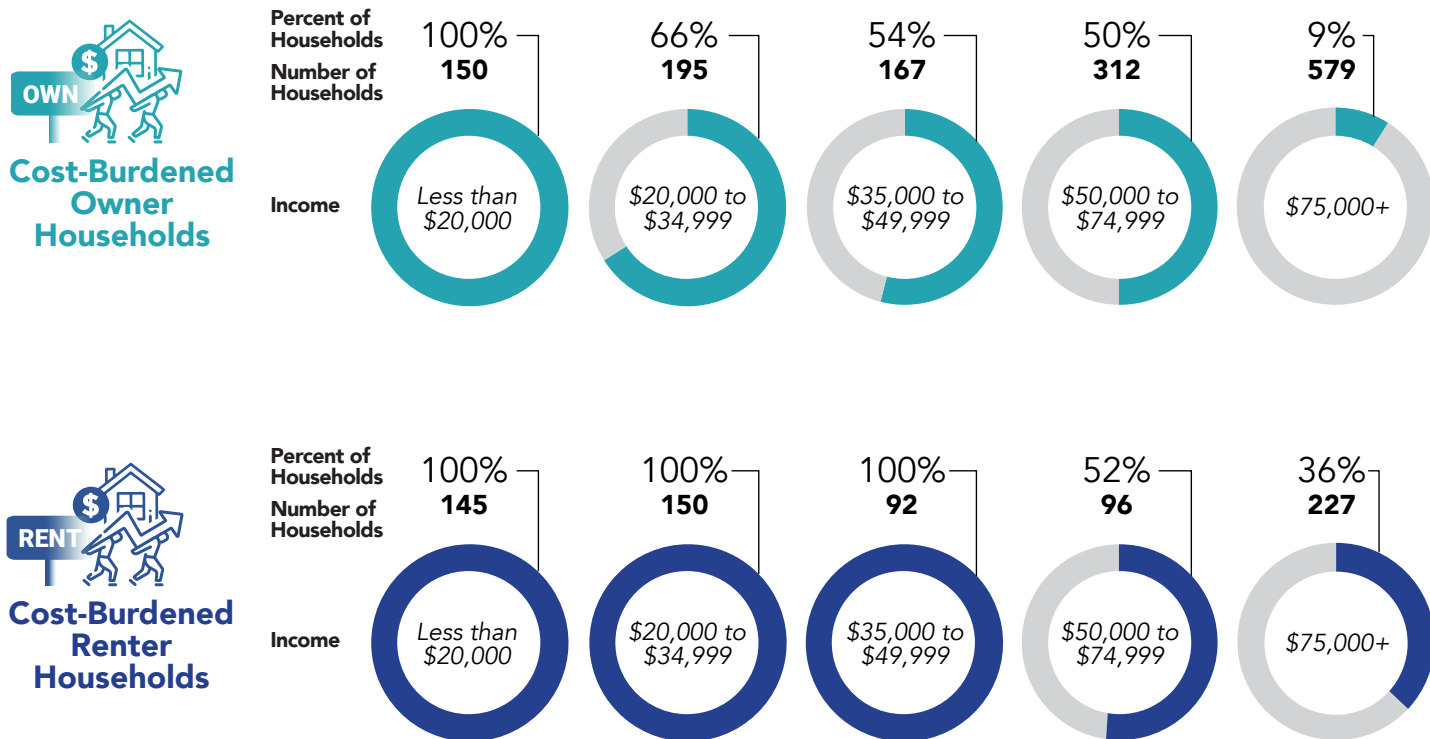 Percent of
Households
100%
66%
54%
50%
9%
Number of
Households
150
195
167
312
579
$
OWN
Cost-Burdened
Owner
Households
Income
Less than
$20,000
$20,000 to
$34,999
$35,000 to
$49,999
$50,000 to
$74,999
$75,000+
Percent of
Households
100%
100%
100%
52%
36%
Number of
Households
145
150
92
96
227
$
RENT
Cost-Burdened
Renter
Households
Income
Less than
$20,000
$20,000 to
$34,999
$35,000 to
$49,999
$50,000 to
$74,999
$75,000+